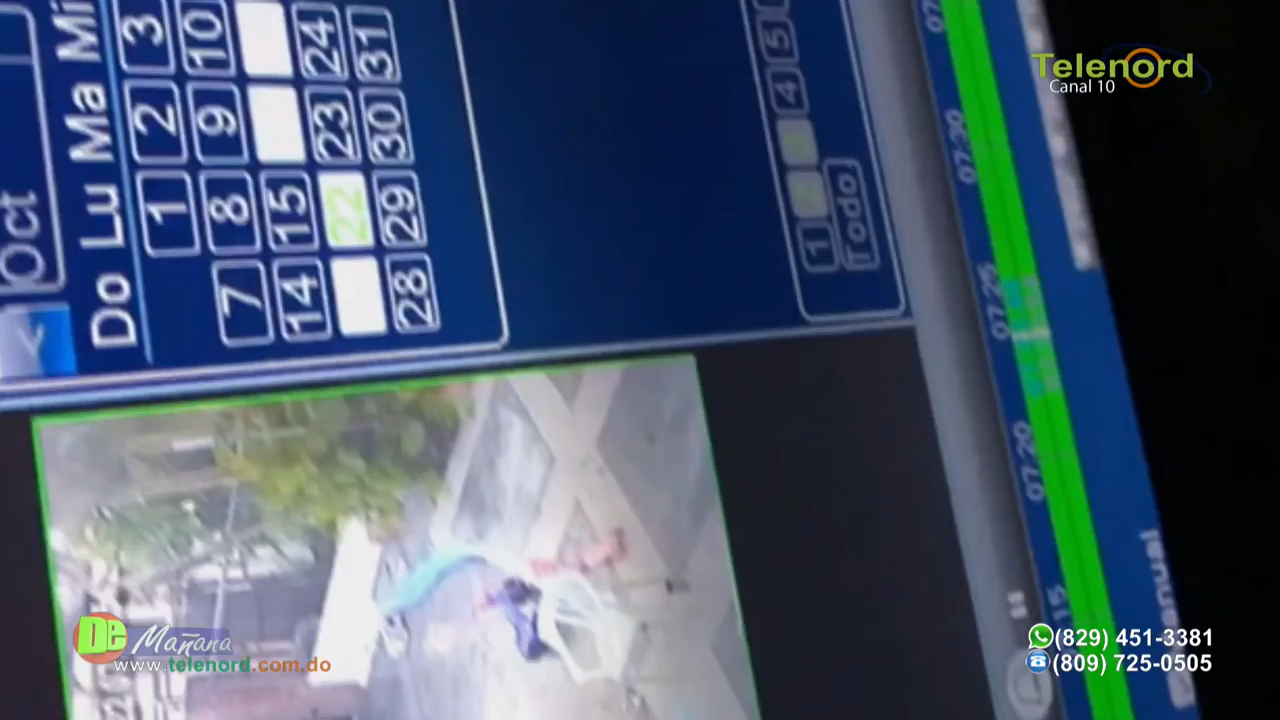 Telenord
Canal 10
Oct
Do Lu Ma Mi
1 2 3
7 8 9 10
14 15
22 23 24
28 29 30 31
1 4 5
Todo
07:15
07:20
07:25
07:30
De Mañana
www.telenord.com.do
(829) 451-3381
(809) 725-0505